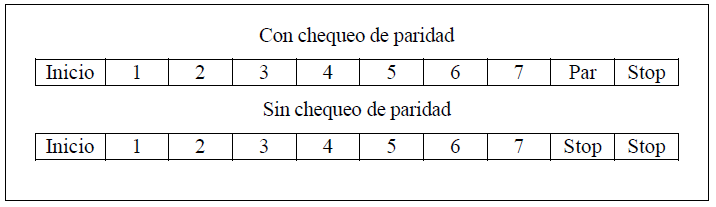 Con chequeo de paridad
Inicio 1 2 3 4 5 6 7 Par Stop
Sin chequeo de paridad
Inicio 1 2 3 4 5 6 7 Stop Stop